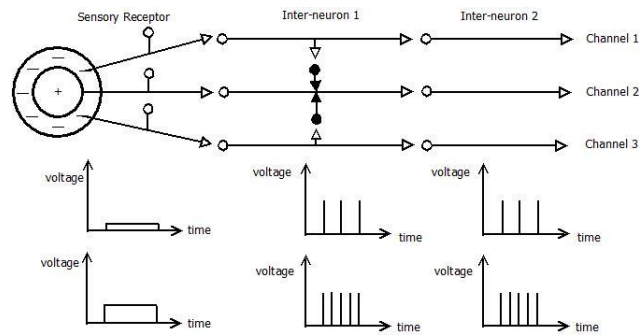 Sensory Receptor
Inter-neuron 1
Inter-neuron 2
Channel 1
+
Channel 2
Channel 3
voltage
time
voltage
time
voltage
time
voltage
time
voltage
time
voltage
time